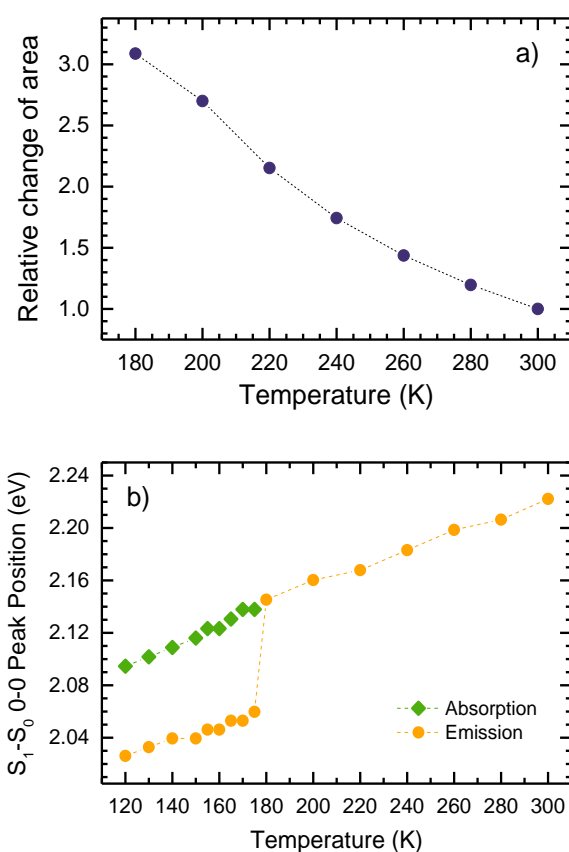 a)
3.0
2.5
2.0
1.5
1.0
Relative change of area
180 200 220 240 260 280 300
Temperature (K)
b)
2.24
2.20
2.16
2.12
2.08
2.04
S₁-S₀ 0-0 Peak Position (eV)
Absorption
Emission
120 140 160 180 200 220 240 260 280 300
Temperature (K)